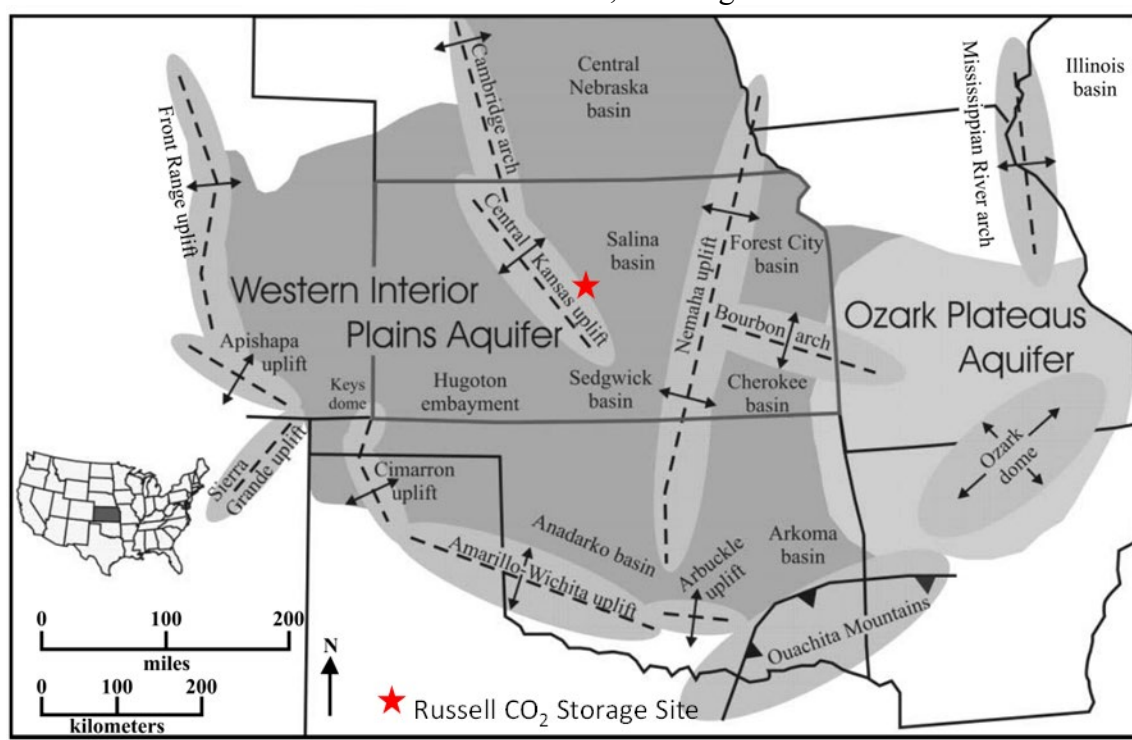 Central
Nebraska
basin
Cambridge arch
Mississippian
River arch
Illinois
basin
Front Range uplift
Central
Kansas uplift
Salina
basin
Nemaha uplift
Forest City
basin
Western Interior
Plains Aquifer
Bourbon arch
Ozark Plateaus
Aquifer
Apishapa
uplift
Keys
dome
Hugoton
embayment
Sedgwick
basin
Cherokee
basin
Sierra
Grande uplift
Cimarron
uplift
Ozark
dome
Anadarko basin
Amarillo-Wichita uplift
Arbuckle
uplift
Arkoma
basin
Ouachita Mountains
0 100 200
miles
0 100 200
kilometers
N
Russell CO₂ Storage Site